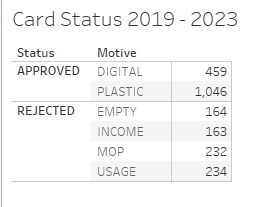 Card Status 2019 - 2023
Status Motive
APPROVED DIGITAL 459
PLASTIC 1,046
REJECTED EMPTY 164
INCOME 163
MOP 232
USAGE 234